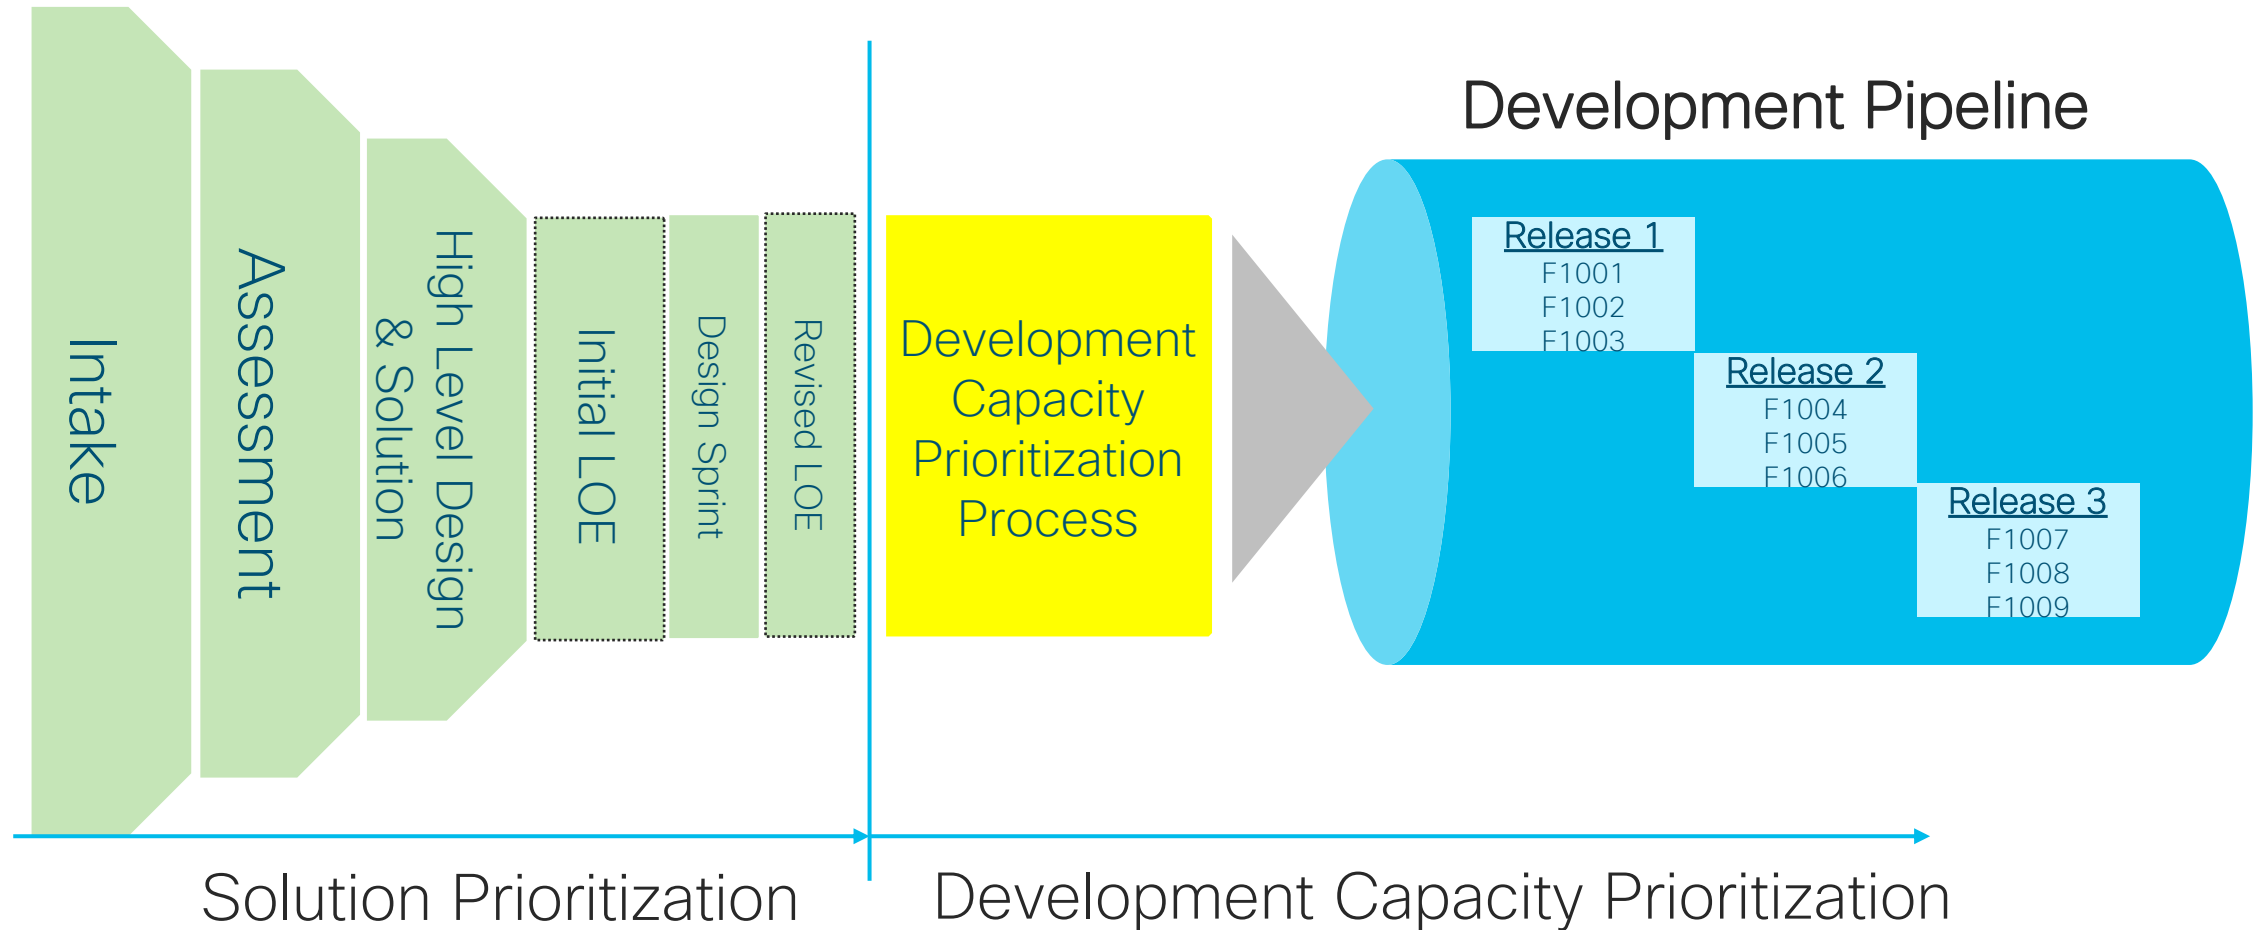 Intake
Assessment
High Level Design
& Solution
Initial LOE
Design Sprint
Revised LOE
Development
Capacity
Prioritization
Process
Development Pipeline
Release 1
F1001
F1002
F1003
Release 2
F1004
F1005
F1006
Release 3
F1007
F1008
F1009
Solution Prioritization
Development Capacity Prioritization